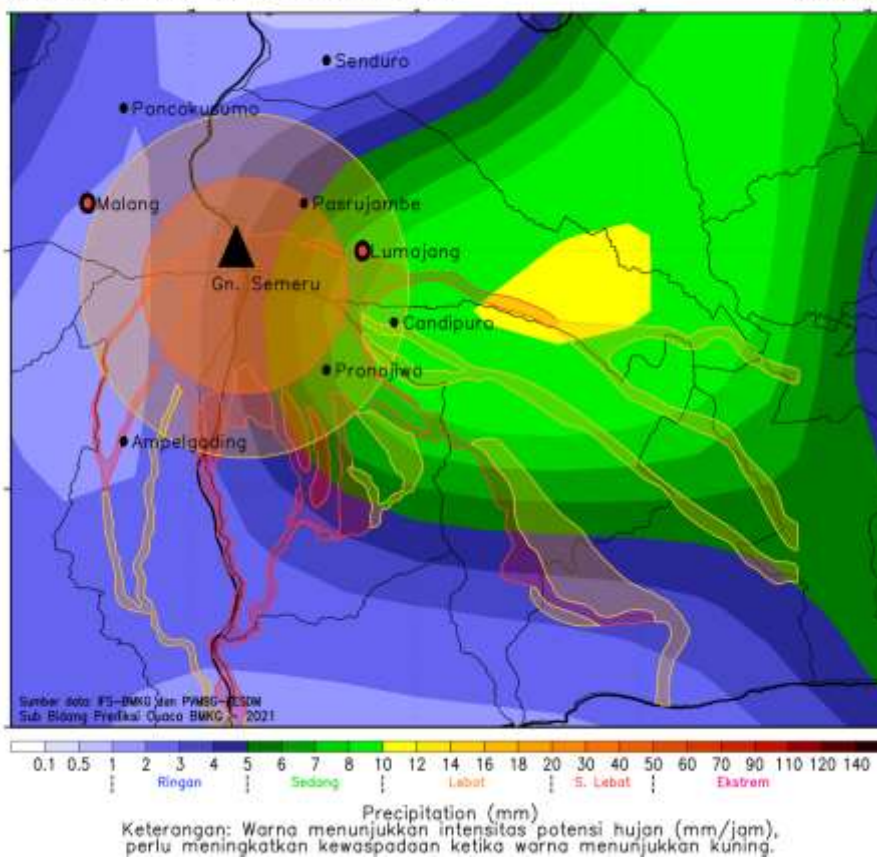 Senduro
Poncokusumo
Malang
Pasrujambe
Lumajang
Gn. Semeru
Candipuro
Pronojiwo
Ampelgading
Sumber data: IFS-BMKG dan PVMBG-KESDM
Sub Bidang Prediksi Cuaca BMKG - 2021
0.1 0.5 1 2 3 4 5 6 7 8 10 12 14 16 18 20 30 40 50 60 70 90 110 120 140
Ringan Sedang Lebat S. Lebat Ekstrem
Precipitation (mm)
Keterangan: Warna menunjukkan intensitas potensi hujan (mm/jam),
perlu meningkatkan kewaspadaan ketika warna menunjukkan kuning.